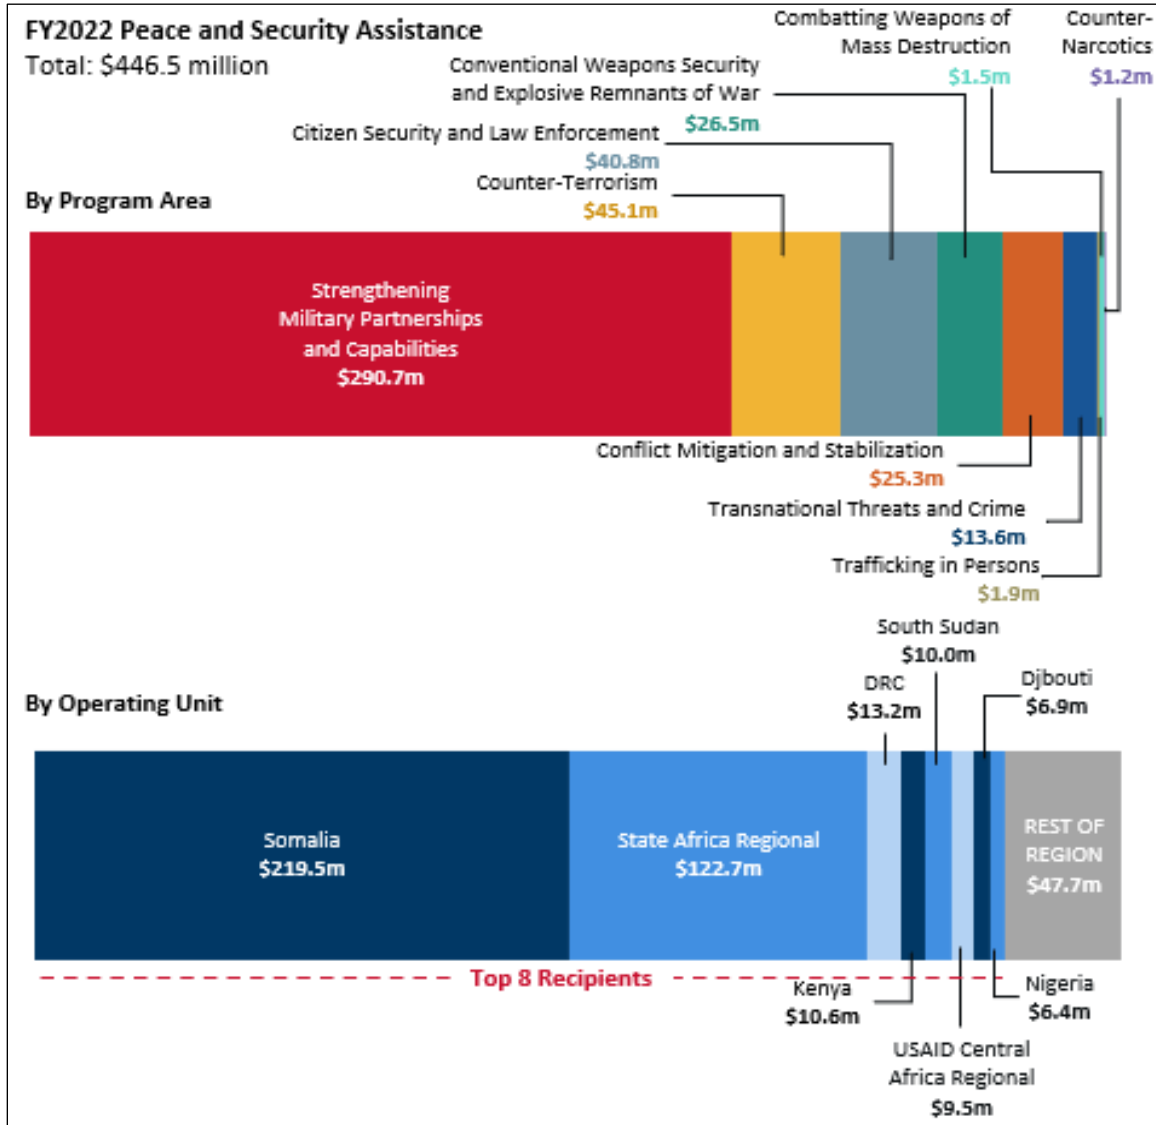 FY2022 Peace and Security Assistance
Total: $446.5 million
Combatting Weapons of
Mass Destruction
$1.5m
Counter-
Narcotics
$1.2m
Conventional Weapons Security
and Explosive Remnants of War
$26.5m
Citizen Security and Law Enforcement
$40.8m
Counter-Terrorism
$45.1m
By Program Area
Strengthening
Military Partnerships
and Capabilities
$290.7m
Conflict Mitigation and Stabilization
$25.3m
Transnational Threats and Crime
$13.6m
Trafficking in Persons
$1.9m
By Operating Unit
South Sudan
$10.0m
DRC
$13.2m
Djbouti
$6.9m
Somalia
$219.5m
State Africa Regional
$122.7m
REST OF
REGION
$47.7m
Top 8 Recipients
Kenya
$10.6m
Nigeria
$6.4m
USAID Central
Africa Regional
$9.5m